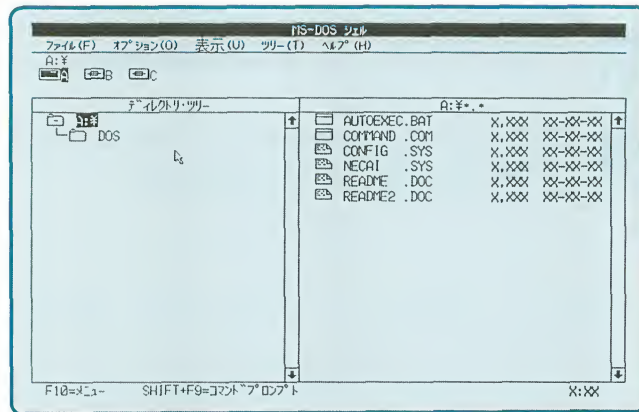 MS-DOS シェル
ファイル(F) オプション(O) 表示(U) ツリー(T) ヘルプ(H)
A:¥
A B C
ディレクトリ・ツリー
A:¥
DOS
A:¥*.*
AUTOEXEC.BAT X,XXX XX-XX-XX
COMMAND .COM X,XXX XX-XX-XX
CONFIG .SYS X,XXX XX-XX-XX
NECAI .SYS X,XXX XX-XX-XX
README .DOC X,XXX XX-XX-XX
README2 .DOC X,XXX XX-XX-XX
F10=メニュー SHIFT+F9=コマンドプロンプト X:XX